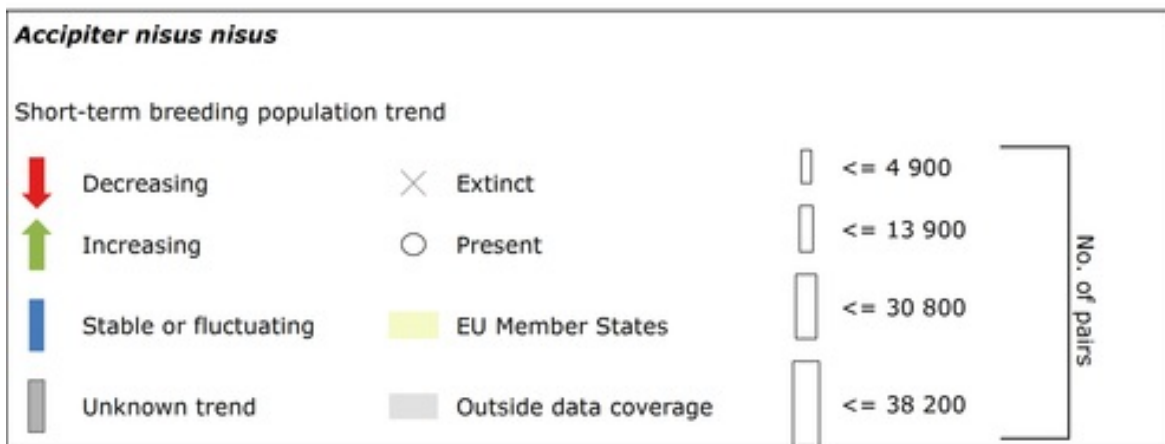 Accipiter nisus nisus
Short-term breeding population trend
Decreasing
Increasing
Stable or fluctuating
Unknown trend
Extinct
Present
EU Member States
Outside data coverage
<= 4 900
<= 13 900
<= 30 800
<= 38 200
No. of pairs